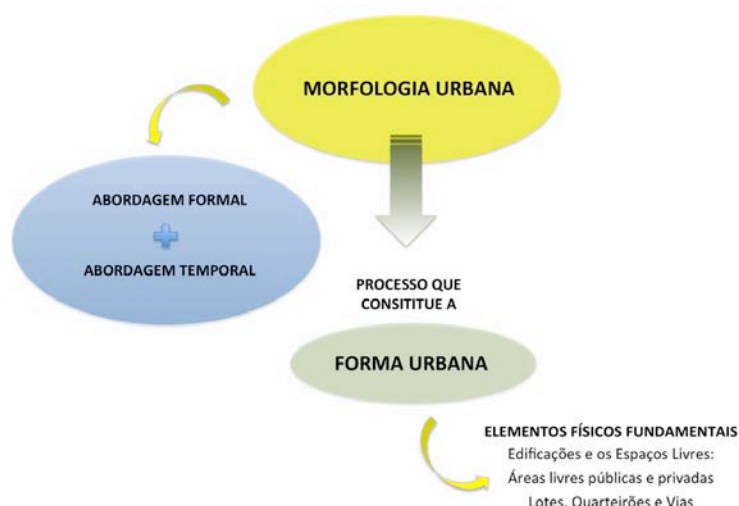 MORFOLOGIA URBANA
ABORDAGEM FORMAL
ABORDAGEM TEMPORAL
PROCESSO QUE
CONSITITUE A
FORMA URBANA
ELEMENTOS FÍSICOS FUNDAMENTAIS
Edificações e os Espaços Livres:
Áreas livres públicas e privadas
Lotes, Quarteirões e Vias